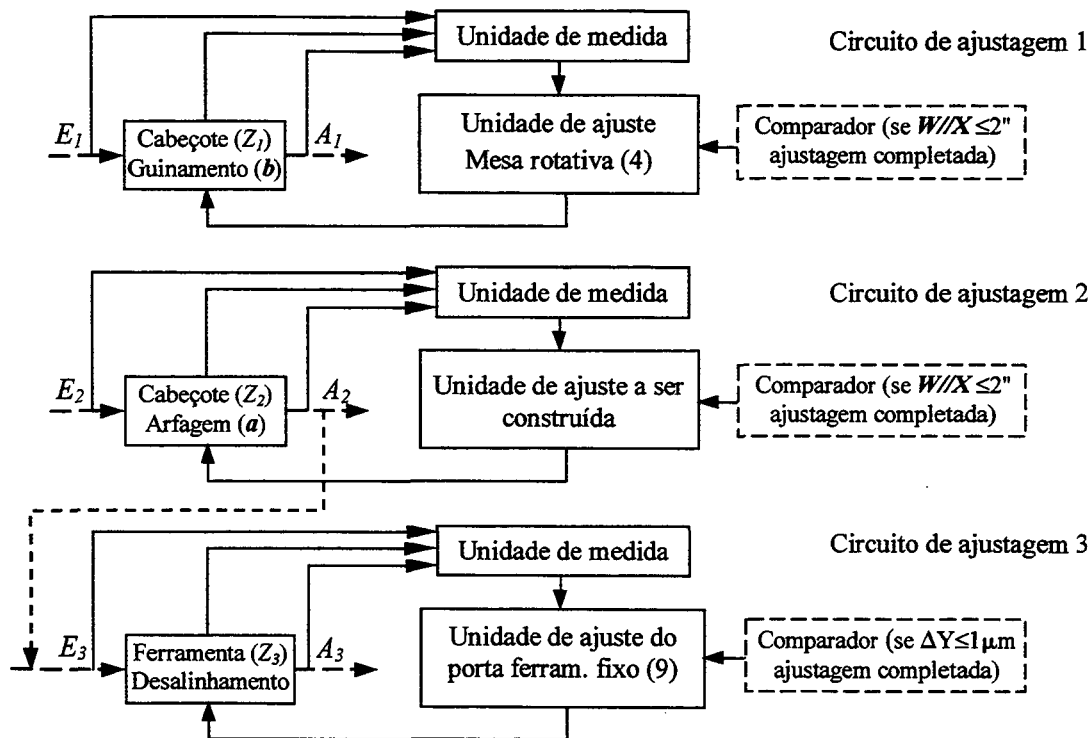 Unidade de medida
Circuito de ajustagem 1
E1
Cabeçote (Z1)
Guinamento (b)
A1
Unidade de ajuste
Mesa rotativa (4)
Comparador (se W//X ≤2"
ajustagem completada)
Unidade de medida
Circuito de ajustagem 2
E2
Cabeçote (Z2)
Arfagem (a)
A2
Unidade de ajuste a ser
construída
Comparador (se W//X ≤2"
ajustagem completada)
Unidade de medida
Circuito de ajustagem 3
E3
Ferramenta (Z3)
Desalinhamento
A3
Unidade de ajuste do
porta ferram. fixo (9)
Comparador (se ΔY≤1μm
ajustagem completada)